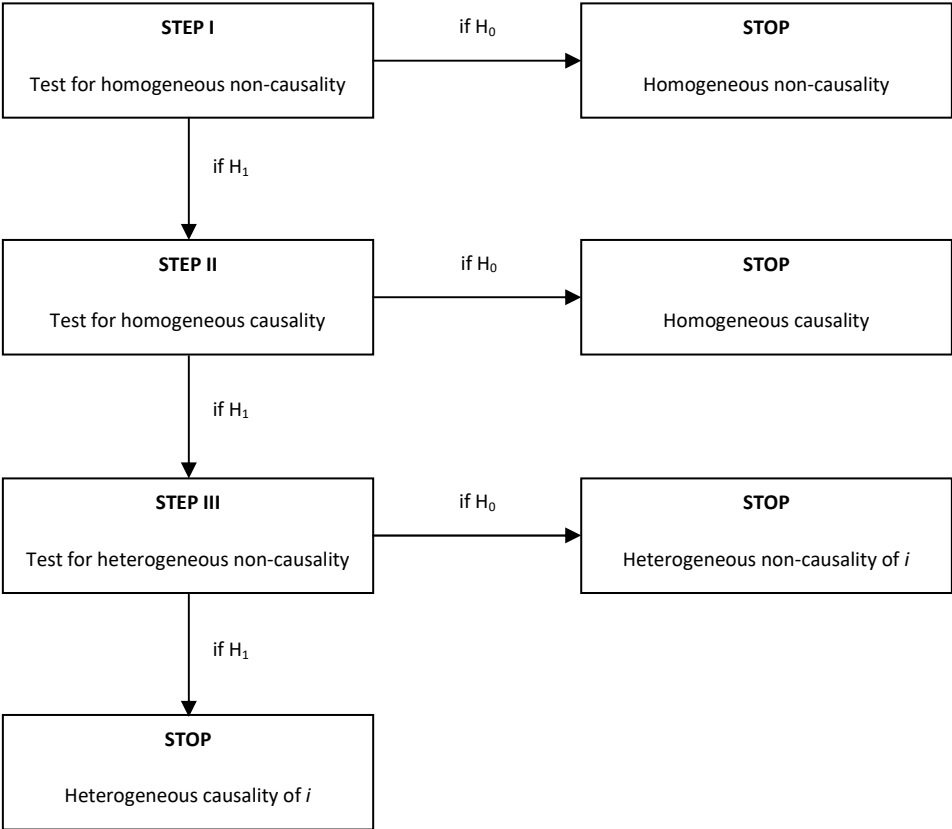 STEP I
Test for homogeneous non-causality
if H₀
STOP
Homogeneous non-causality
if H₁
STEP II
Test for homogeneous causality
if H₀
STOP
Homogeneous causality
if H₁
STEP III
Test for heterogeneous non-causality
if H₀
STOP
Heterogeneous non-causality of i
if H₁
STOP
Heterogeneous causality of i